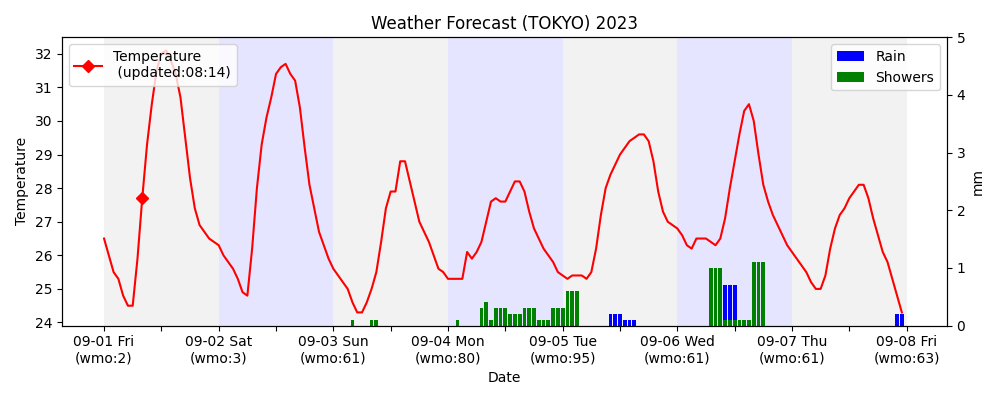 Weather Forecast (TOKYO) 2023
Temperature
(updated:08:14)
Rain
Showers
Temperature
32
31
30
29
28
27
26
25
24
5
4
3
2
1
0
mm
09-01 Fri
(wmo:2)
09-02 Sat
(wmo:3)
09-03 Sun
(wmo:61)
09-04 Mon
(wmo:80)
09-05 Tue
(wmo:95)
09-06 Wed
(wmo:61)
09-07 Thu
(wmo:61)
09-08 Fri
(wmo:63)
Date